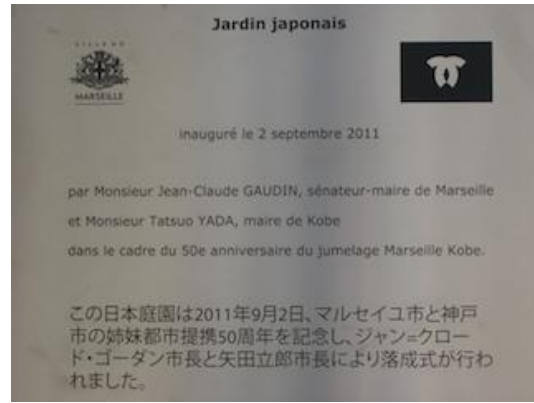 Jardin japonais
VILLE DE
MARSEILLE
inauguré le 2 septembre 2011
par Monsieur Jean-Claude GAUDIN, sénateur-maire de Marseille
et Monsieur Tatsuo YADA, maire de Kobe
dans le cadre du 50e anniversaire du jumelage Marseille Kobe.
この日本庭園は2011年9月2日、マルセイユ市と神戸
市の姉妹都市提携50周年を記念し、ジャン=クロー
ド・ゴーダン市長と矢田立郎市長により落成式が行わ
れました。